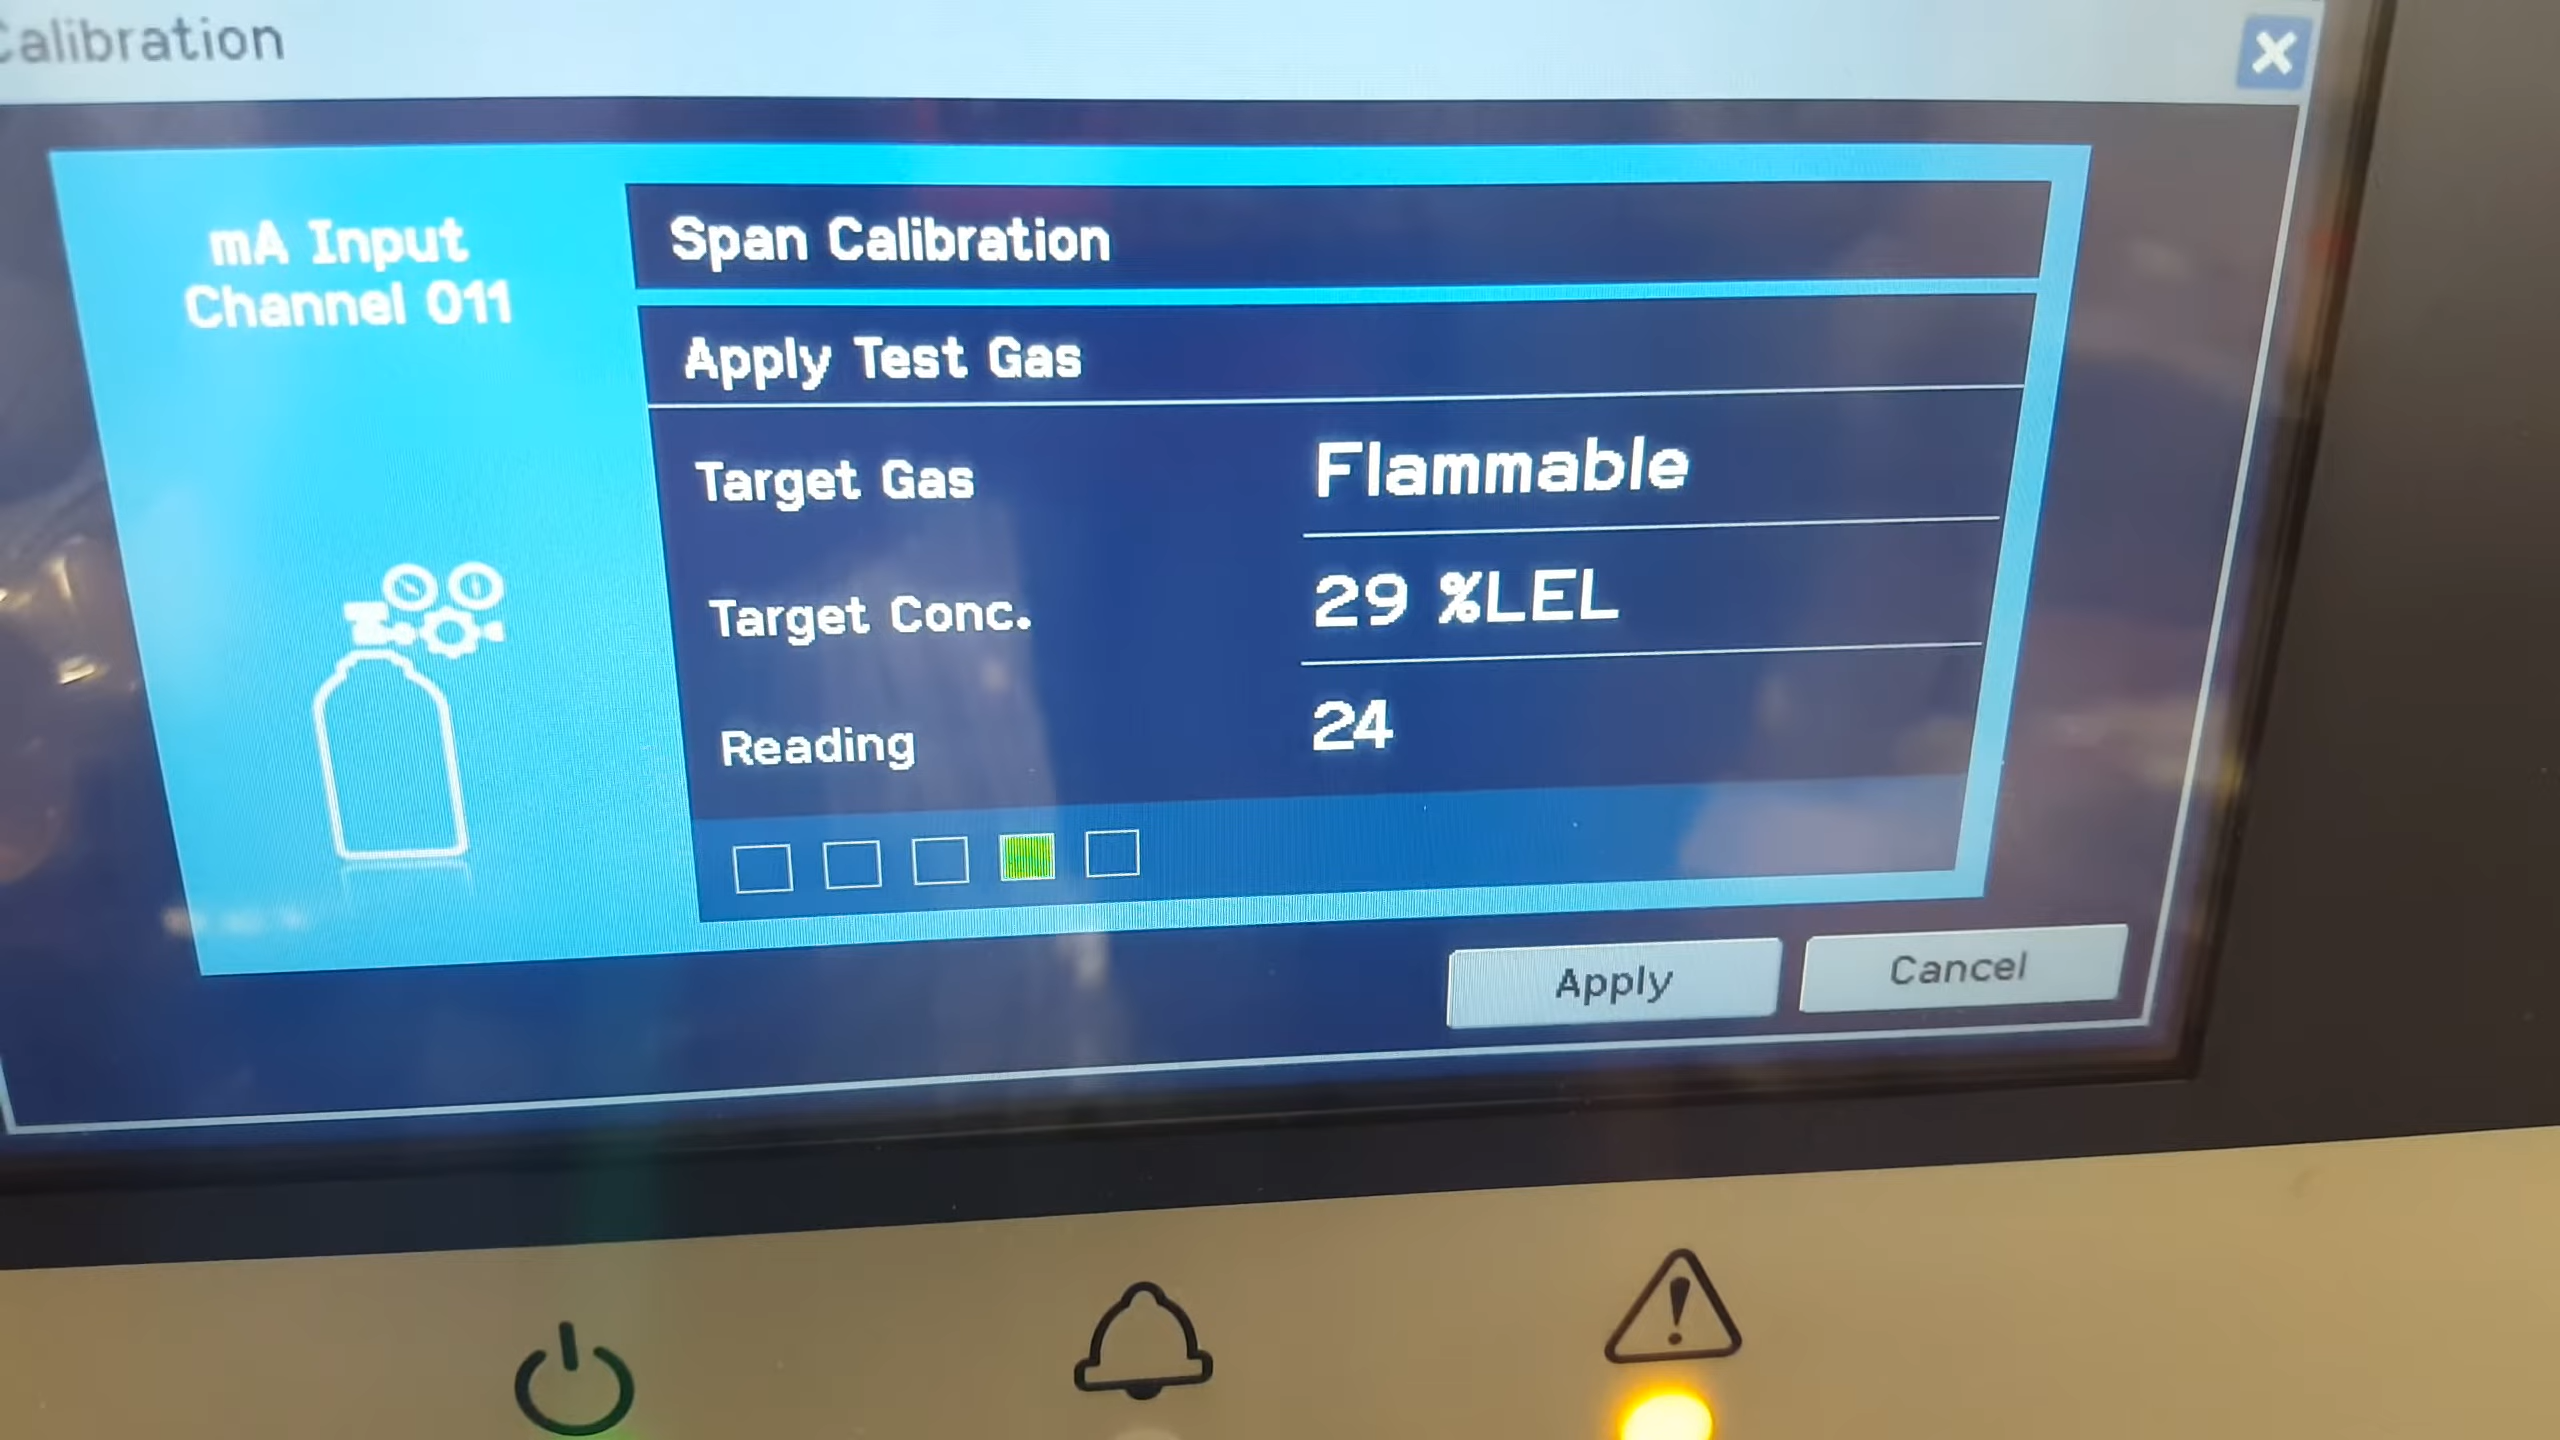 Calibration
mA Input
Channel 011
Span Calibration
Apply Test Gas
Target Gas Flammable
Target Conc. 29 %LEL
Reading 24
Apply Cancel